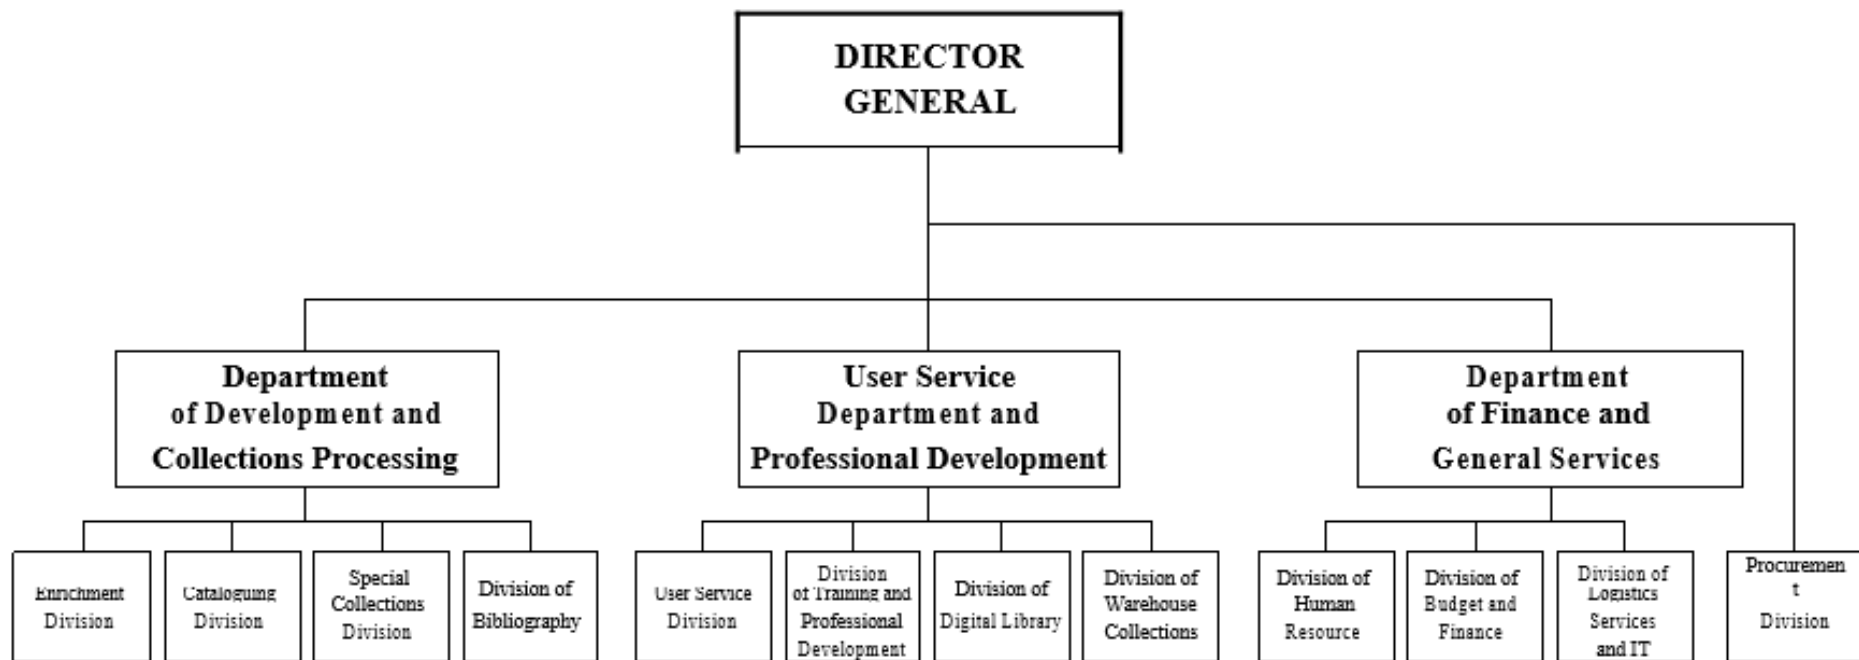 DIRECTOR
GENERAL
Department
of Development and
Collections Processing
User Service
Department and
Professional Development
Department
of Finance and
General Services
Enrichment
Division
Cataloguing
Division
Special
Collections
Division
Division of
Bibliography
User Service
Division
Division
of Training and
Professional
Development
Division of
Digital Library
Division of
Warehouse
Collections
Division of
Human
Resource
Division of
Budget and
Finance
Division of
Logistics
Services
and IT
Procuremen
t
Division